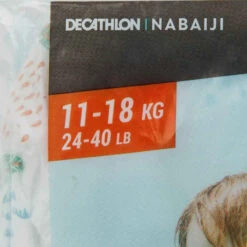 DECATHLON | NABAIJI
11-18 KG
24-40 LB